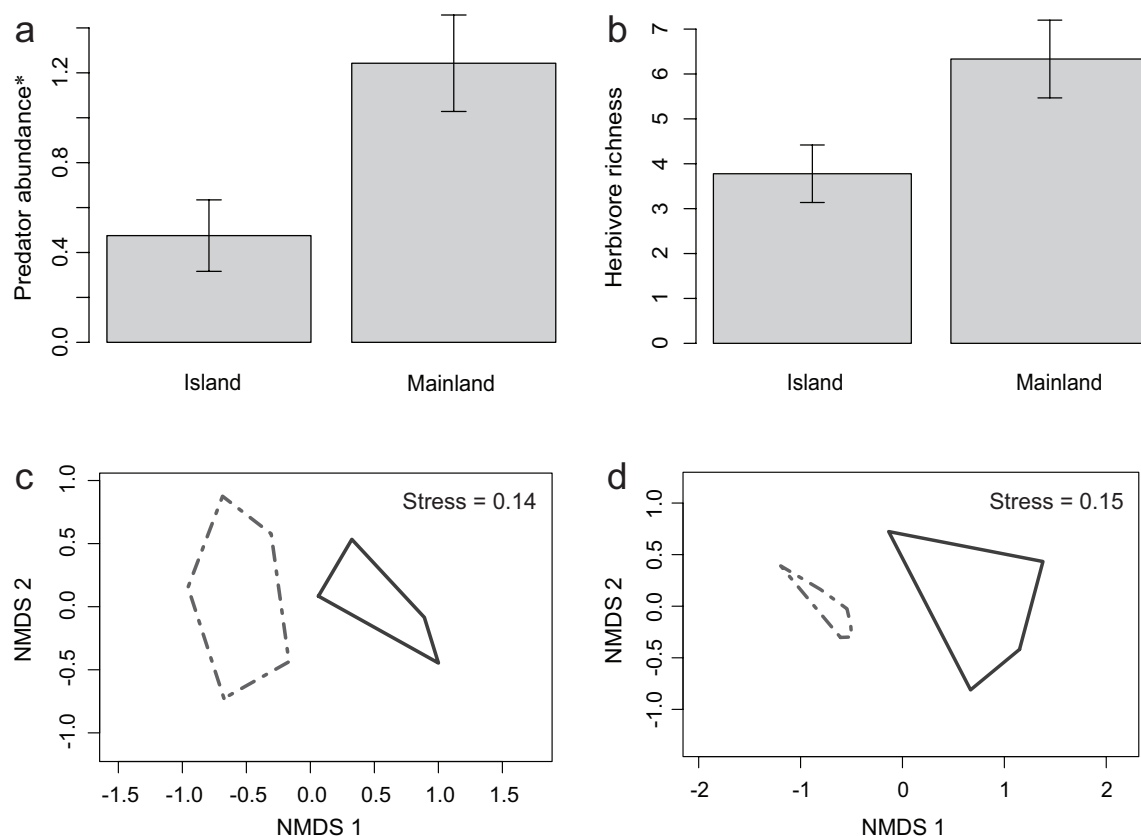 a
Predator abundance*
1.2
0.8
0.4
0.0
Island
Mainland
b
Herbivore richness
7
6
5
4
3
2
1
0
Island
Mainland
c
Stress = 0.14
NMDS 2
1.0
0.5
0.0
-0.5
-1.0
-1.5 -1.0 -0.5 0.0 0.5 1.0 1.5
NMDS 1
d
Stress = 0.15
NMDS 2
1.0
0.5
0.0
-0.5
-1.0
-2 -1 0 1 2
NMDS 1